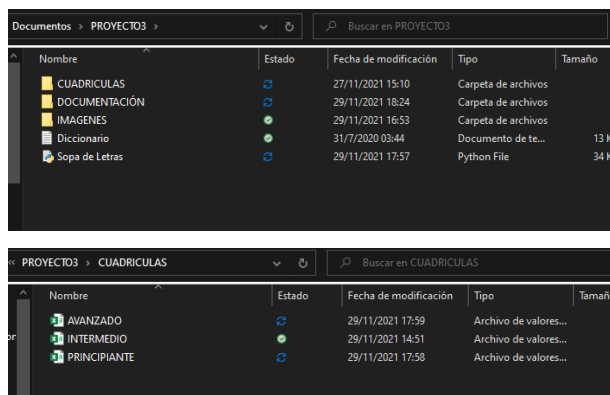 Documentos > PROYECTO3 > Buscar en PROYECTO3
Nombre Estado Fecha de modificación Tipo Tamaño
CUADRICULAS 27/11/2021 15:10 Carpeta de archivos
DOCUMENTACIÓN 29/11/2021 18:24 Carpeta de archivos
IMAGENES 29/11/2021 16:53 Carpeta de archivos
Diccionario 31/7/2020 03:44 Documento de te... 13 K
Sopa de Letras 29/11/2021 17:57 Python File 34 K
« PROYECTO3 > CUADRICULAS Buscar en CUADRICULAS
Nombre Estado Fecha de modificación Tipo Tamañ
AVANZADO 29/11/2021 17:59 Archivo de valores...
or INTERMEDIO 29/11/2021 14:51 Archivo de valores...
PRINCIPIANTE 29/11/2021 17:58 Archivo de valores...